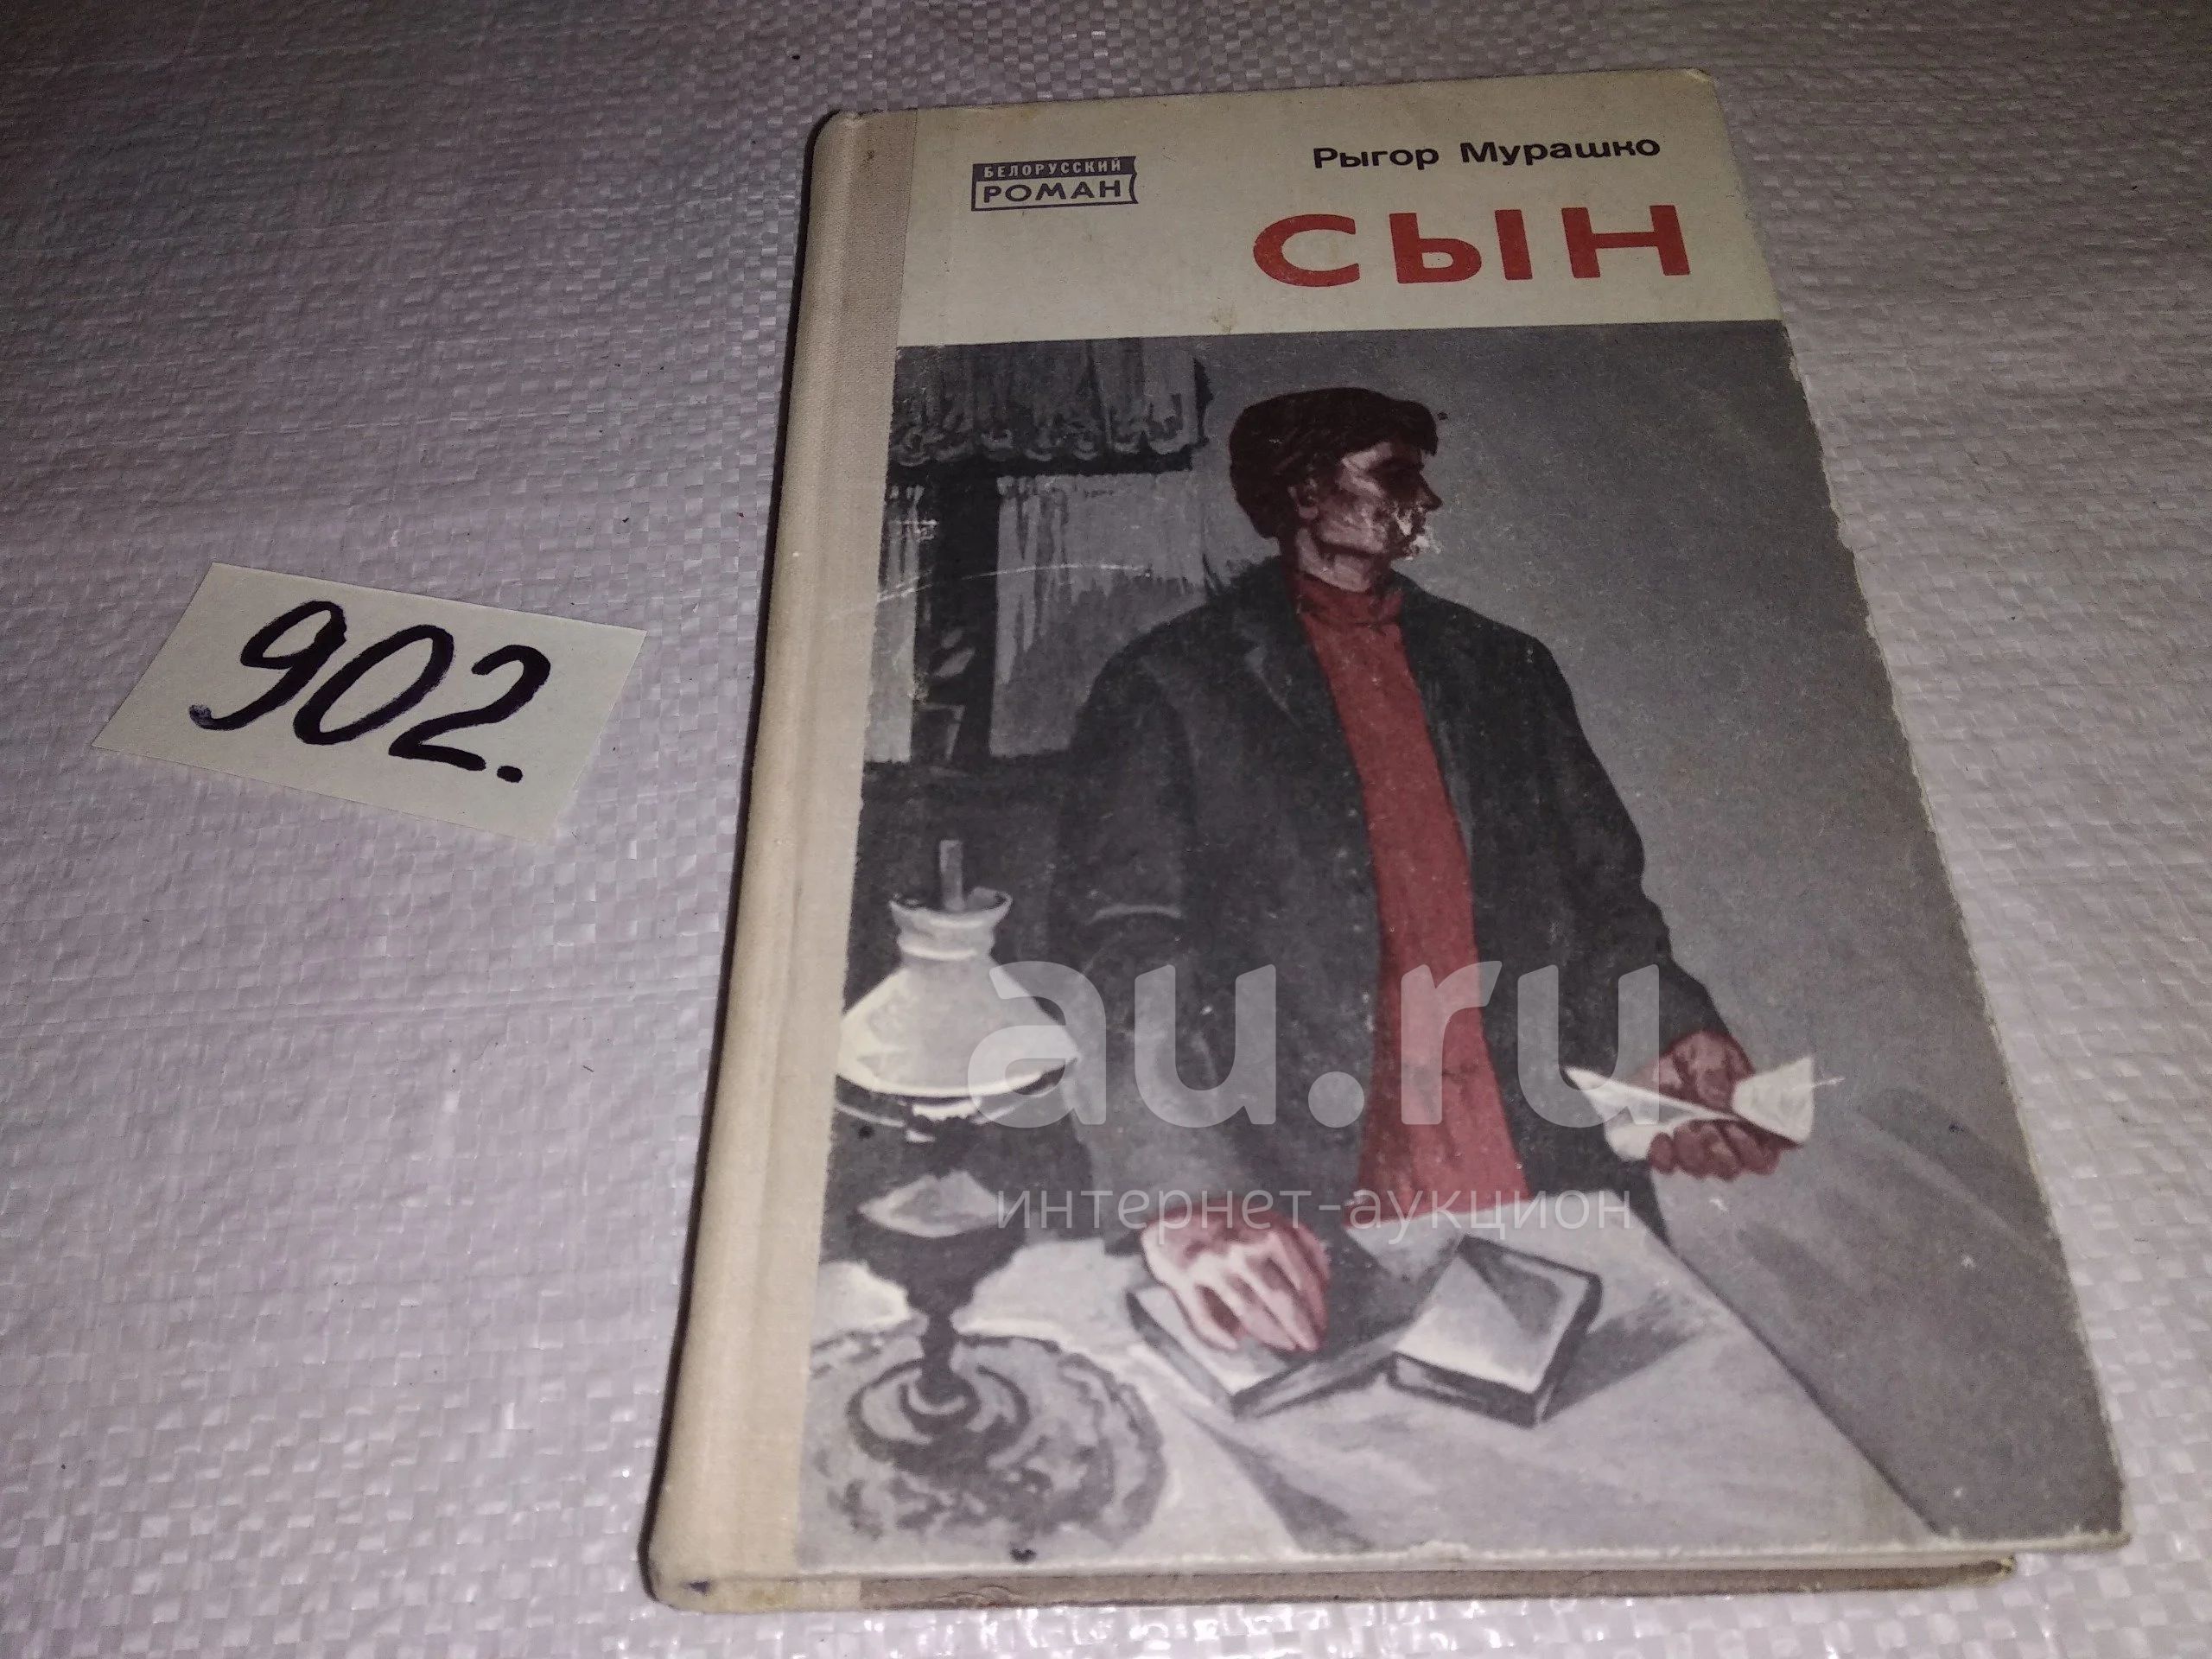 БЕЛОРУССКИЙ
РОМАН
Рыгор Мурашко
СЫН
902.
au.ru
интернет-аукцион